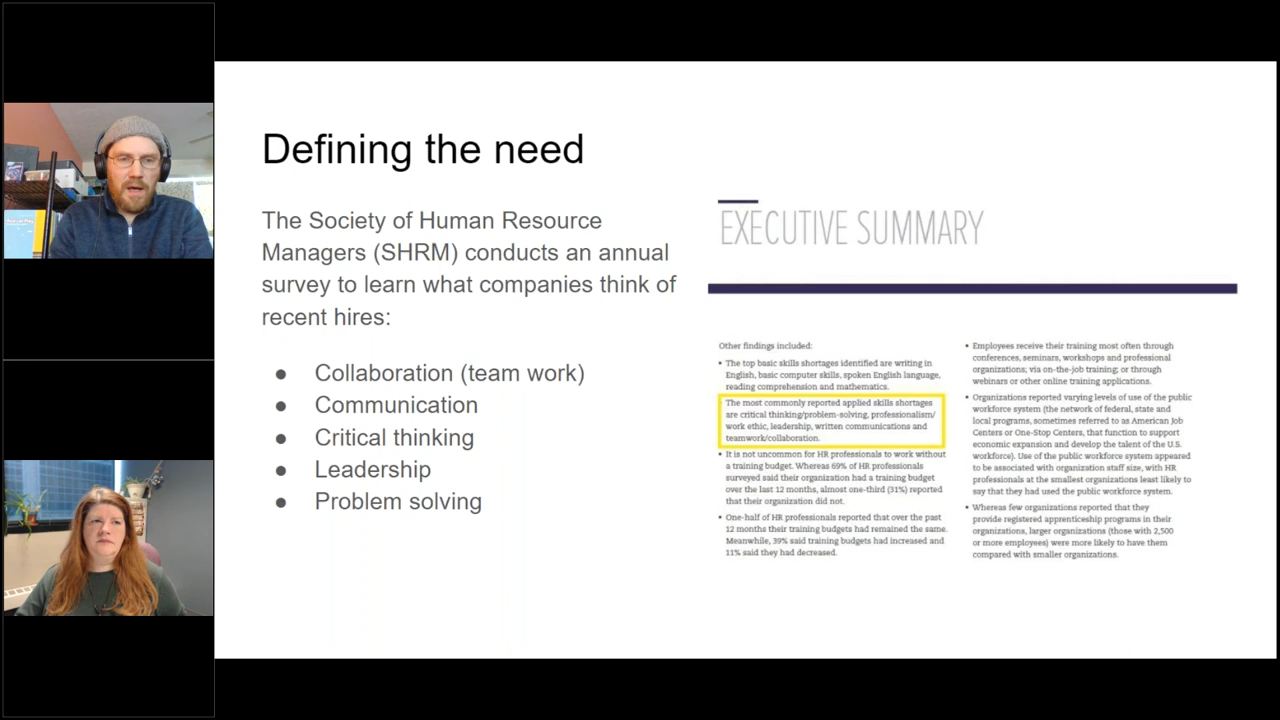 Defining the need
The Society of Human Resource
Managers (SHRM) conducts an annual
survey to learn what companies think of
recent hires:
● Collaboration (team work)
● Communication
● Critical thinking
● Leadership
● Problem solving
EXECUTIVE SUMMARY
Other findings included:
• The top basic skills shortages identified are writing in
English, basic computer skills, spoken English language,
reading comprehension and mathematics.
The most commonly reported applied skills shortages
are critical thinking/problem-solving, professionalism/
work ethic, leadership, written communications and
teamwork/collaboration.
• It is not uncommon for HR professionals to work without
a training budget. Whereas 69% of HR professionals
surveyed said their organization had a training budget
over the last 12 months, almost one-third (31%) reported
that their organization did not.
• One-half of HR professionals reported that over the past
12 months their training budgets had remained the same.
Meanwhile, 39% said training budgets had increased and
11% said they had decreased.
• Employees receive their training most often through
conferences, seminars, workshops and professional
organizations; via on-the-job training; or through
webinars or other online training applications.
• Organizations reported varying levels of use of the public
workforce system (the network of federal, state and
local programs, sometimes referred to as American Job
Centers or One-Stop Centers, that function to support
economic expansion and develop the talent of the U.S.
workforce). Use of the public workforce system appeared
to be associated with organization staff size, with HR
professionals at the smallest organizations least likely to
say that they had used the public workforce system.
• Whereas few organizations reported that they
provide registered apprenticeship programs in their
organizations, larger organizations (those with 2,500
or more employees) were more likely to have them
compared with smaller organizations.